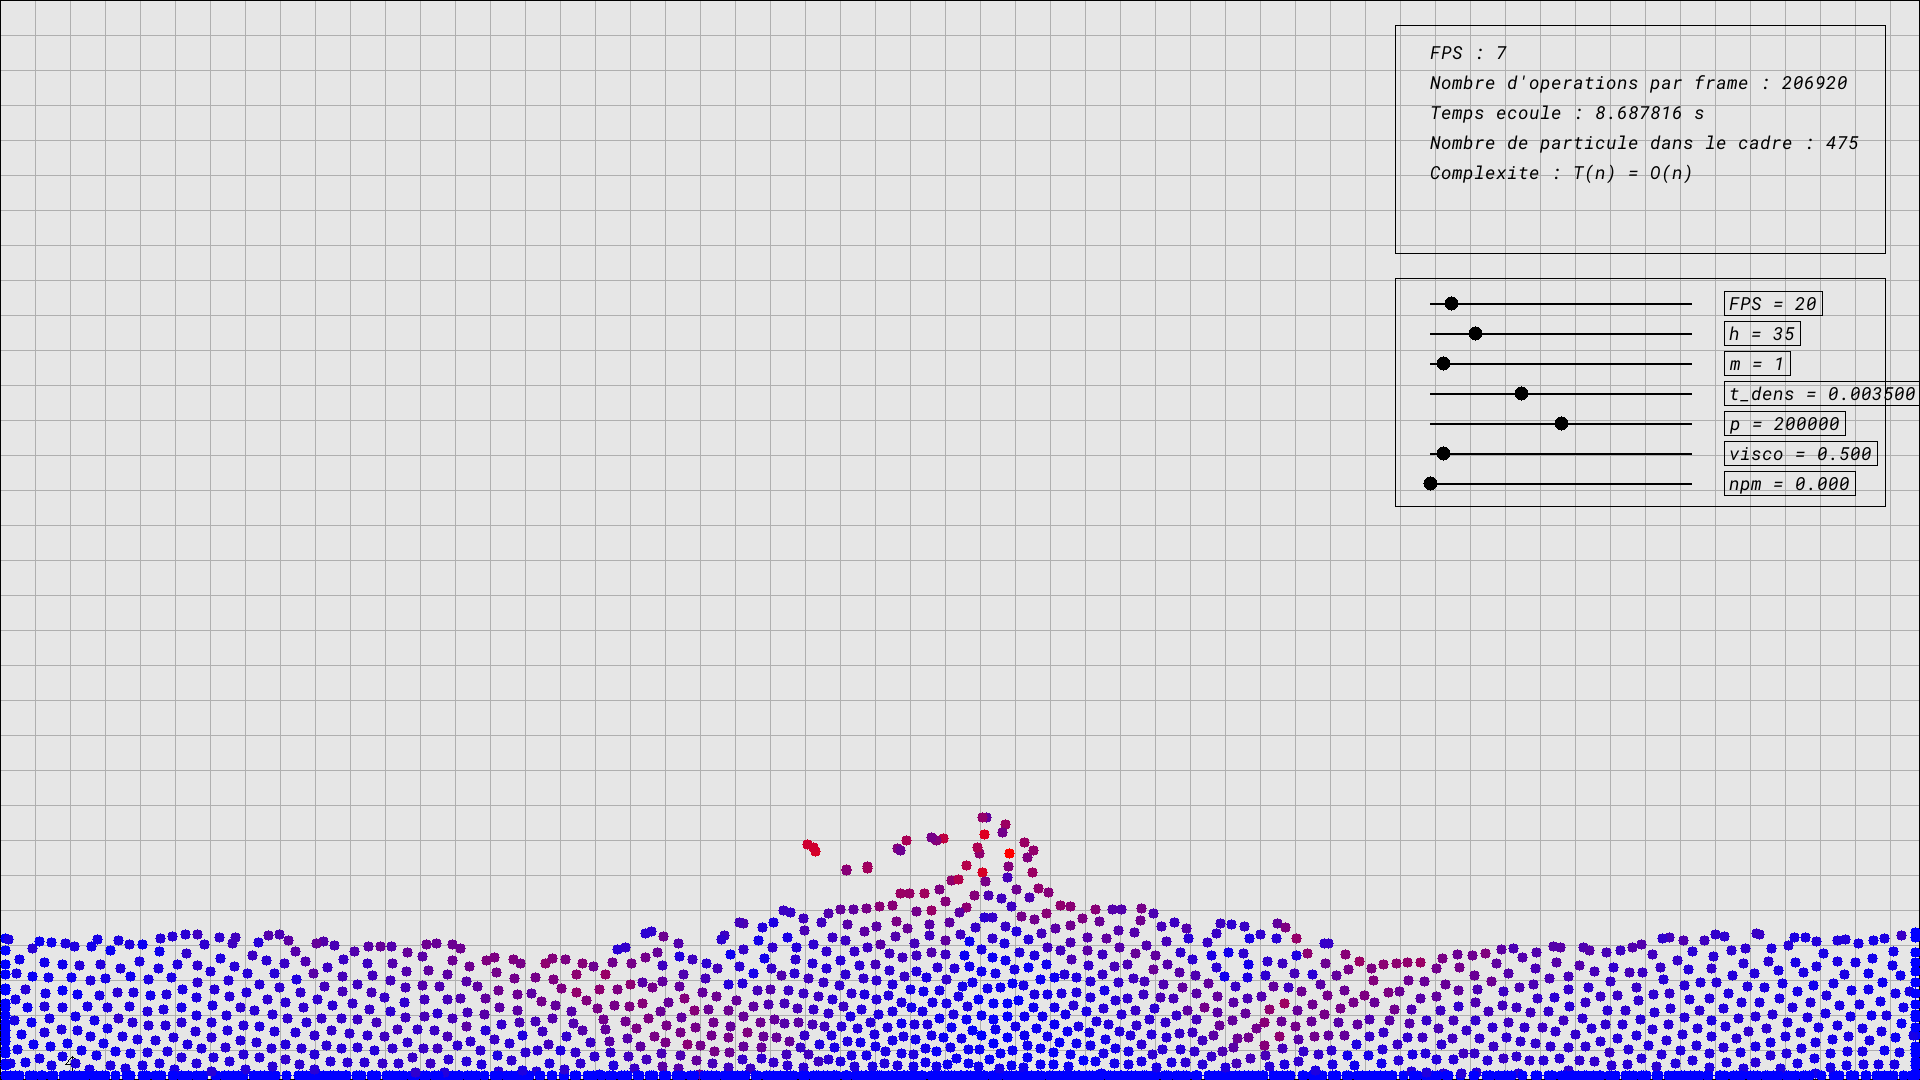 FPS : 7
Nombre d'operations par frame : 206920
Temps ecoule : 8.687816 s
Nombre de particule dans le cadre : 475
Complexite : T(n) = O(n)
FPS = 20
h = 35
m = 1
t_dens = 0.003500
p = 200000
visco = 0.500
npm = 0.000